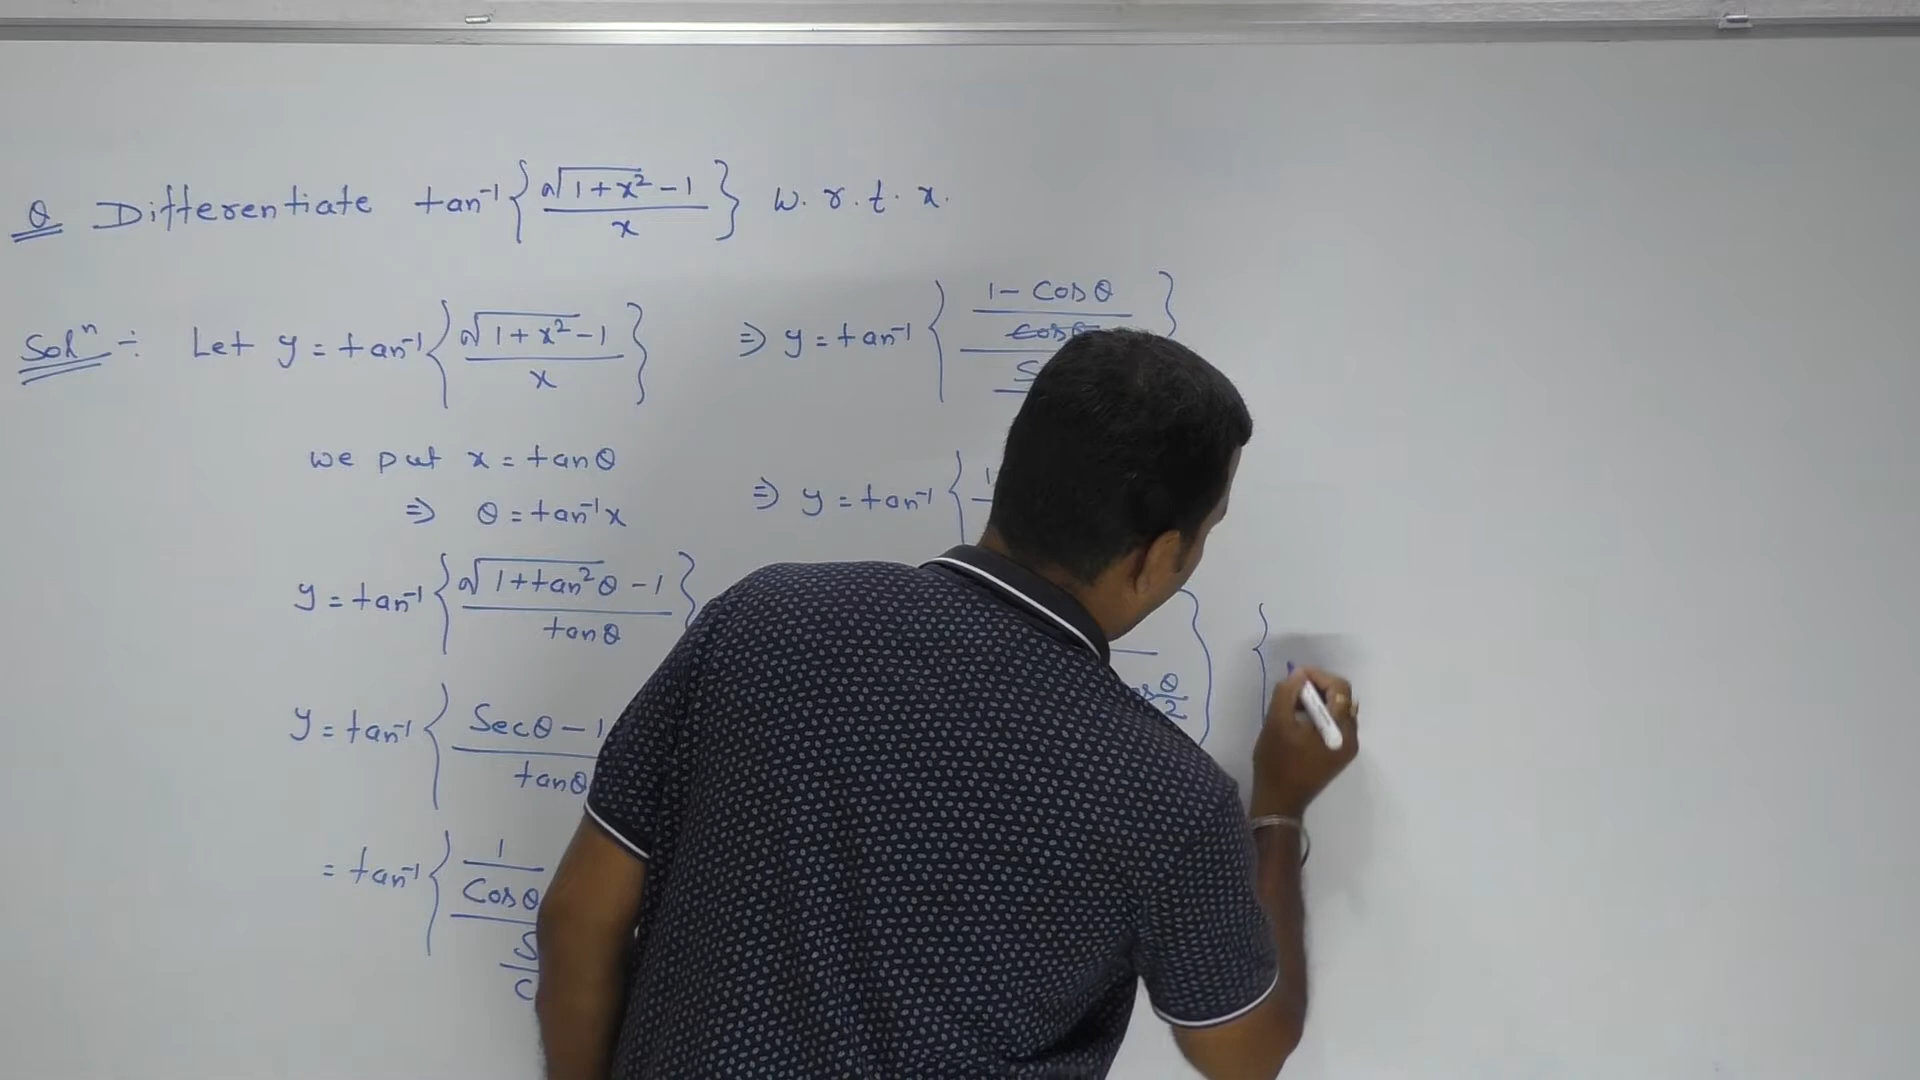 Q Differentiate tan⁻¹{(√(1+x²) -1)/x} w.r.t. x.
Solⁿ :- Let y = tan⁻¹{(√(1+x²) -1)/x}
we put x = tanθ
⇒ θ = tan⁻¹x
y = tan⁻¹{(√(1+tan²θ) -1)/tanθ}
y = tan⁻¹{(Secθ -1)/tanθ
= tan⁻¹{1/Cosθ
⇒ y = tan⁻¹{(1- Cosθ)/
⇒ y = tan⁻¹{
θ/2} {